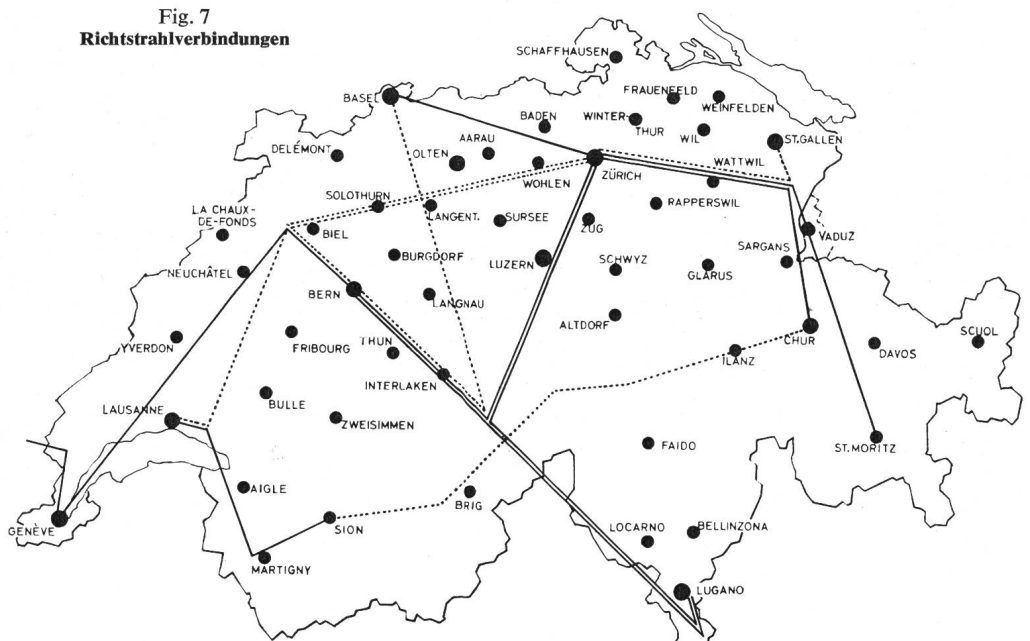 Fig. 7
Richtstrahlverbindungen
SCHAFFHAUSEN
BASEL
FRAUENFELD
WEINFELDEN
BADEN
WINTER-
THUR
WIL
ST.GALLEN
DELÉMONT
OLTEN
AARAU
WOHLEN
ZÜRICH
WATTWIL
SOLOTHURN
LANGENT.
SURSEE
ZUG
RAPPERSWIL
LA CHAUX-
DE-FONDS
BIEL
VADUZ
NEUCHÂTEL
BURGDORF
LUZERN
SCHWYZ
GLARUS
SARGANS
BERN
LANGNAU
ALTDORF
CHUR
YVERDON
FRIBOURG
THUN
ILANZ
DAVOS
SCUOL
INTERLAKEN
BULLE
LAUSANNE
ZWEISIMMEN
FAIDO
ST.MORITZ
AIGLE
BRIG
GENÈVE
SION
LOCARNO
BELLINZONA
MARTIGNY
LUGANO